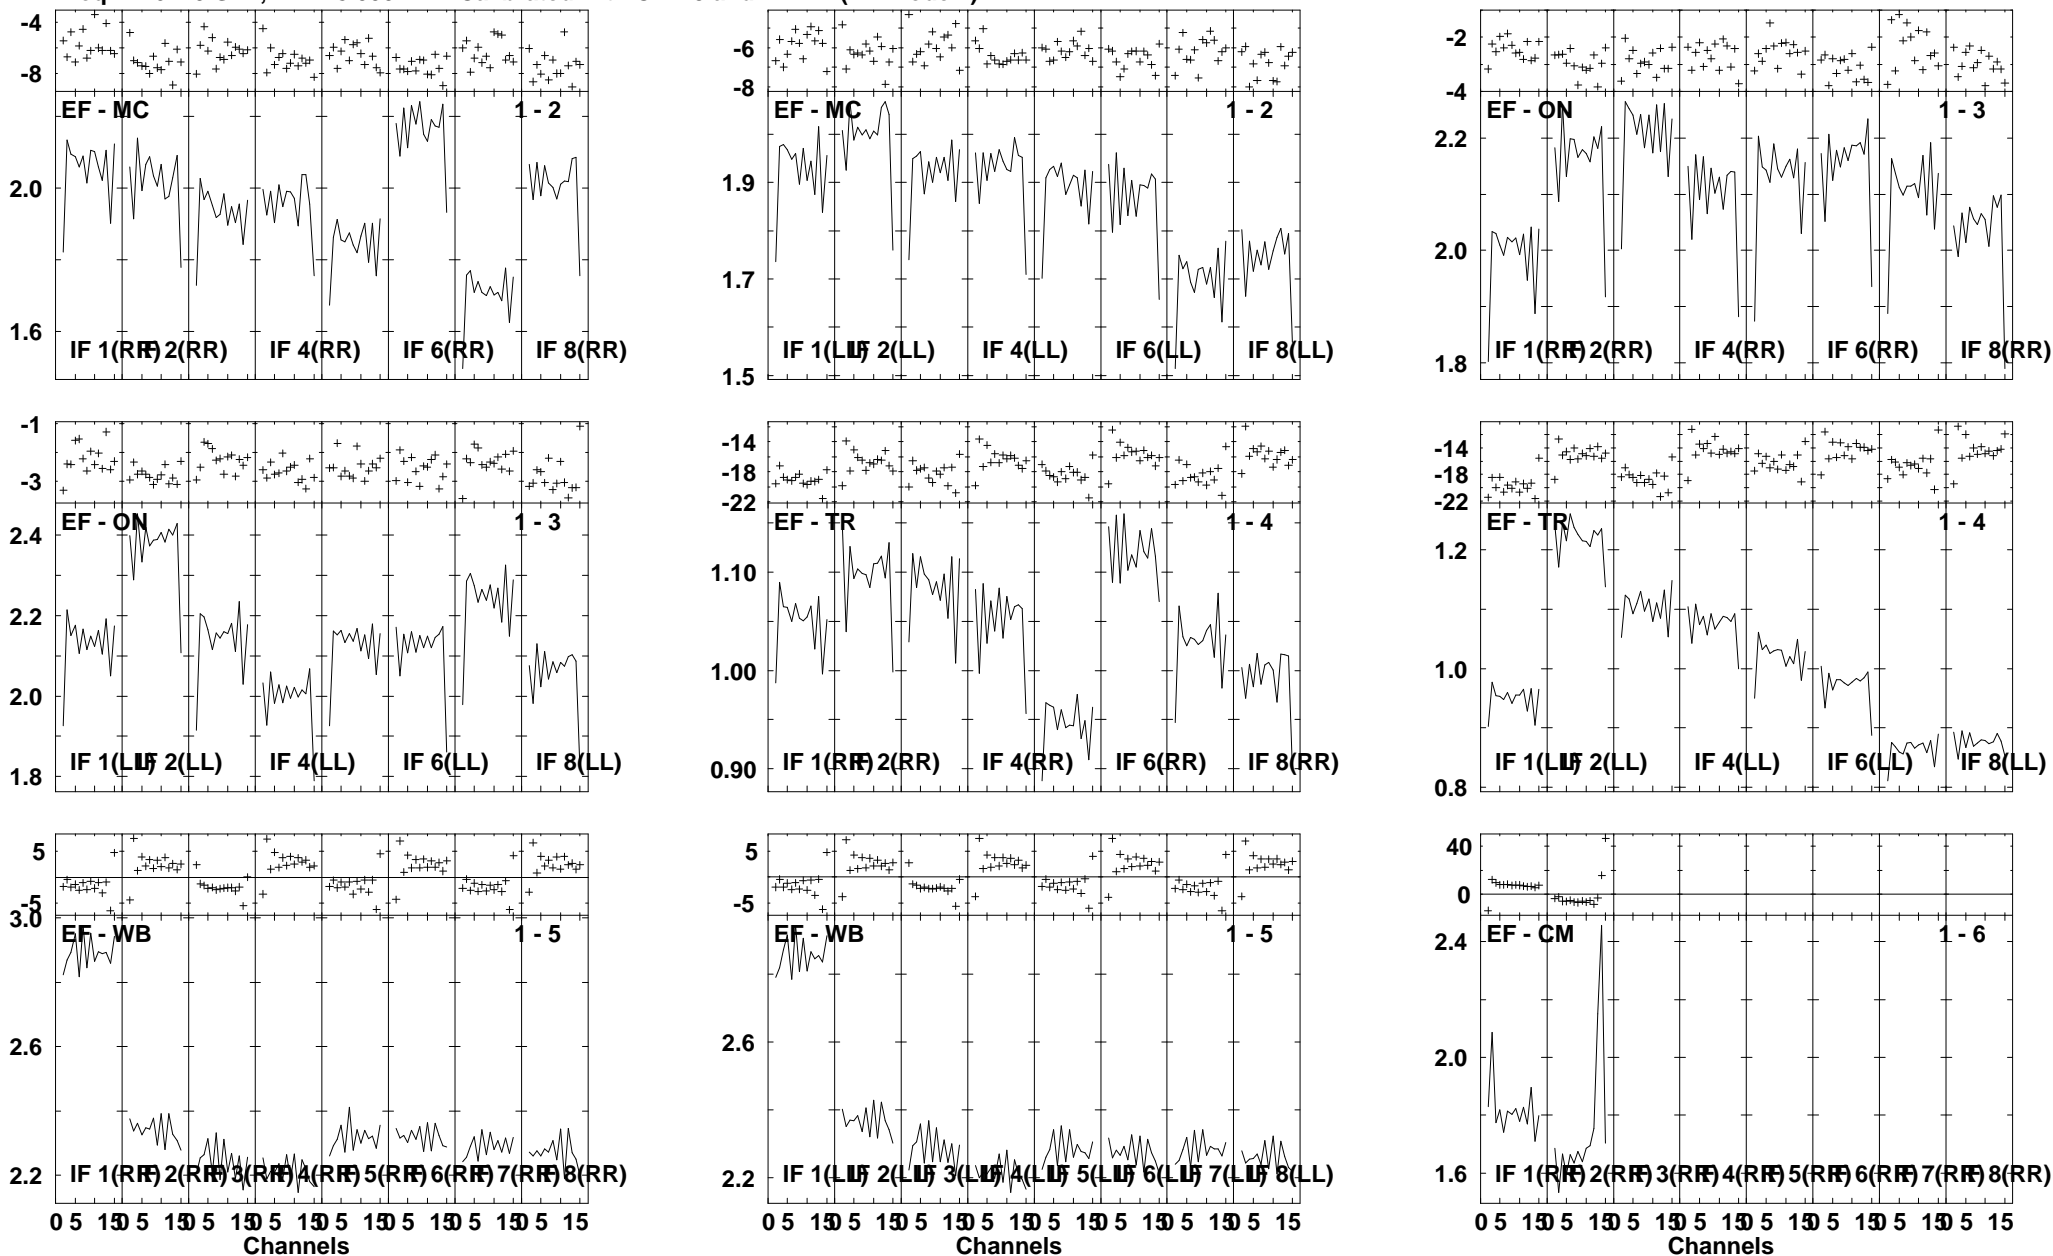 -4
-8
EF - MC 1 - 2
2.0
1.6
IF 1(RR) IF 2(RR) IF 4(RR) IF 6(RR) IF 8(RR)
-6
-8
EF - MC 1 - 2
1.9
1.7
1.5
IF 1(LL) IF 2(LL) IF 4(LL) IF 6(LL) IF 8(LL)
-2
-4
EF - ON 1 - 3
2.2
2.0
1.8
IF 1(RR) IF 2(RR) IF 4(RR) IF 6(RR) IF 8(RR)
-1
-3
EF - ON 1 - 3
2.4
2.2
2.0
1.8
IF 1(LL) IF 2(LL) IF 4(LL) IF 6(LL) IF 8(LL)
-14
-18
-22
EF - TR 1 - 4
1.10
1.00
0.90
IF 1(RR) IF 2(RR) IF 4(RR) IF 6(RR) IF 8(RR)
-14
-18
-22
EF - TR 1 - 4
1.2
1.0
0.8
IF 1(LL) IF 2(LL) IF 4(LL) IF 6(LL) IF 8(LL)
5
-5
3.0
EF - WB 1 - 5
2.6
2.2
IF 1(RR) IF 2(RR) IF 3(RR) IF 4(RR) IF 5(RR) IF 6(RR) IF 7(RR) IF 8(RR)
0 5 15 0 5 15 0 5 15 0 5 15 0 5 15 0 5 15 0 5 15 0 5 15
Channels
5
-5
EF - WB 1 - 5
2.6
2.2
IF 1(LL) IF 2(LL) IF 3(LL) IF 4(LL) IF 5(LL) IF 6(LL) IF 7(LL) IF 8(LL)
0 5 15 0 5 15 0 5 15 0 5 15 0 5 15 0 5 15 0 5 15 0 5 15
Channels
40
0
EF - CM 1 - 6
2.4
2.0
1.6
IF 1(RR) IF 2(RR) IF 3(RR) IF 4(RR) IF 5(RR) IF 6(RR) IF 7(RR) IF 8(RR)
0 5 15 0 5 15 0 5 15 0 5 15 0 5 15 0 5 15 0 5 15 0 5 15
Channels